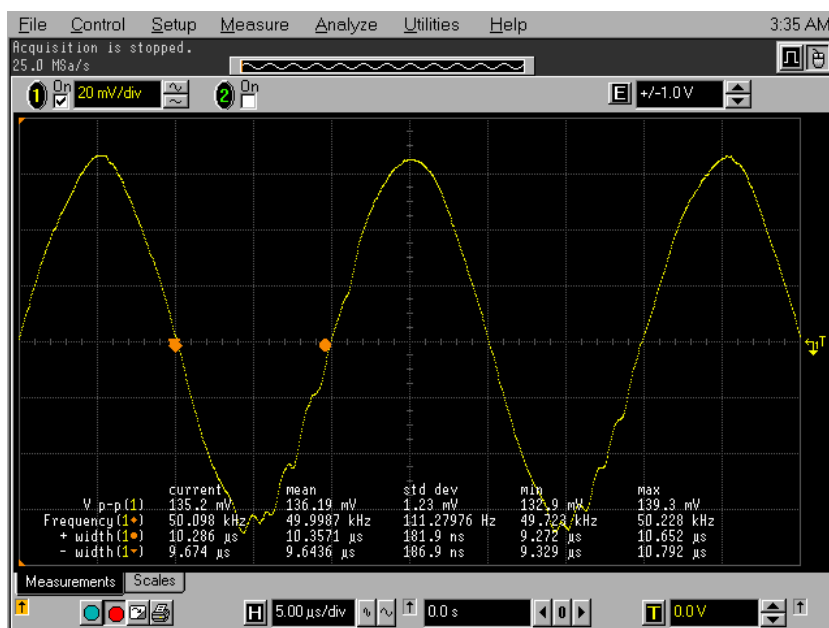 File Control Setup Measure Analyze Utilities Help 3:35 AM
Acquisition is stopped.
25.0 MSa/s
1 On 20 mV/div 2 On E +/-1.0 V
T
current mean std dev min max
V p-p(1) 135.2 mV 136.19 mV 1.23 mV 132.9 mV 139.3 mV
Frequency(1) 50.098 kHz 49.9987 kHz 111.27976 Hz 49.723 kHz 50.228 kHz
+ width(1) 10.286 µs 10.3571 µs 181.9 ns 9.272 µs 10.652 µs
- width(1) 9.674 µs 9.6436 µs 186.9 ns 9.329 µs 10.792 µs
Measurements Scales
H 5.00 µs/div 0.0 s 0 T 0.0 V